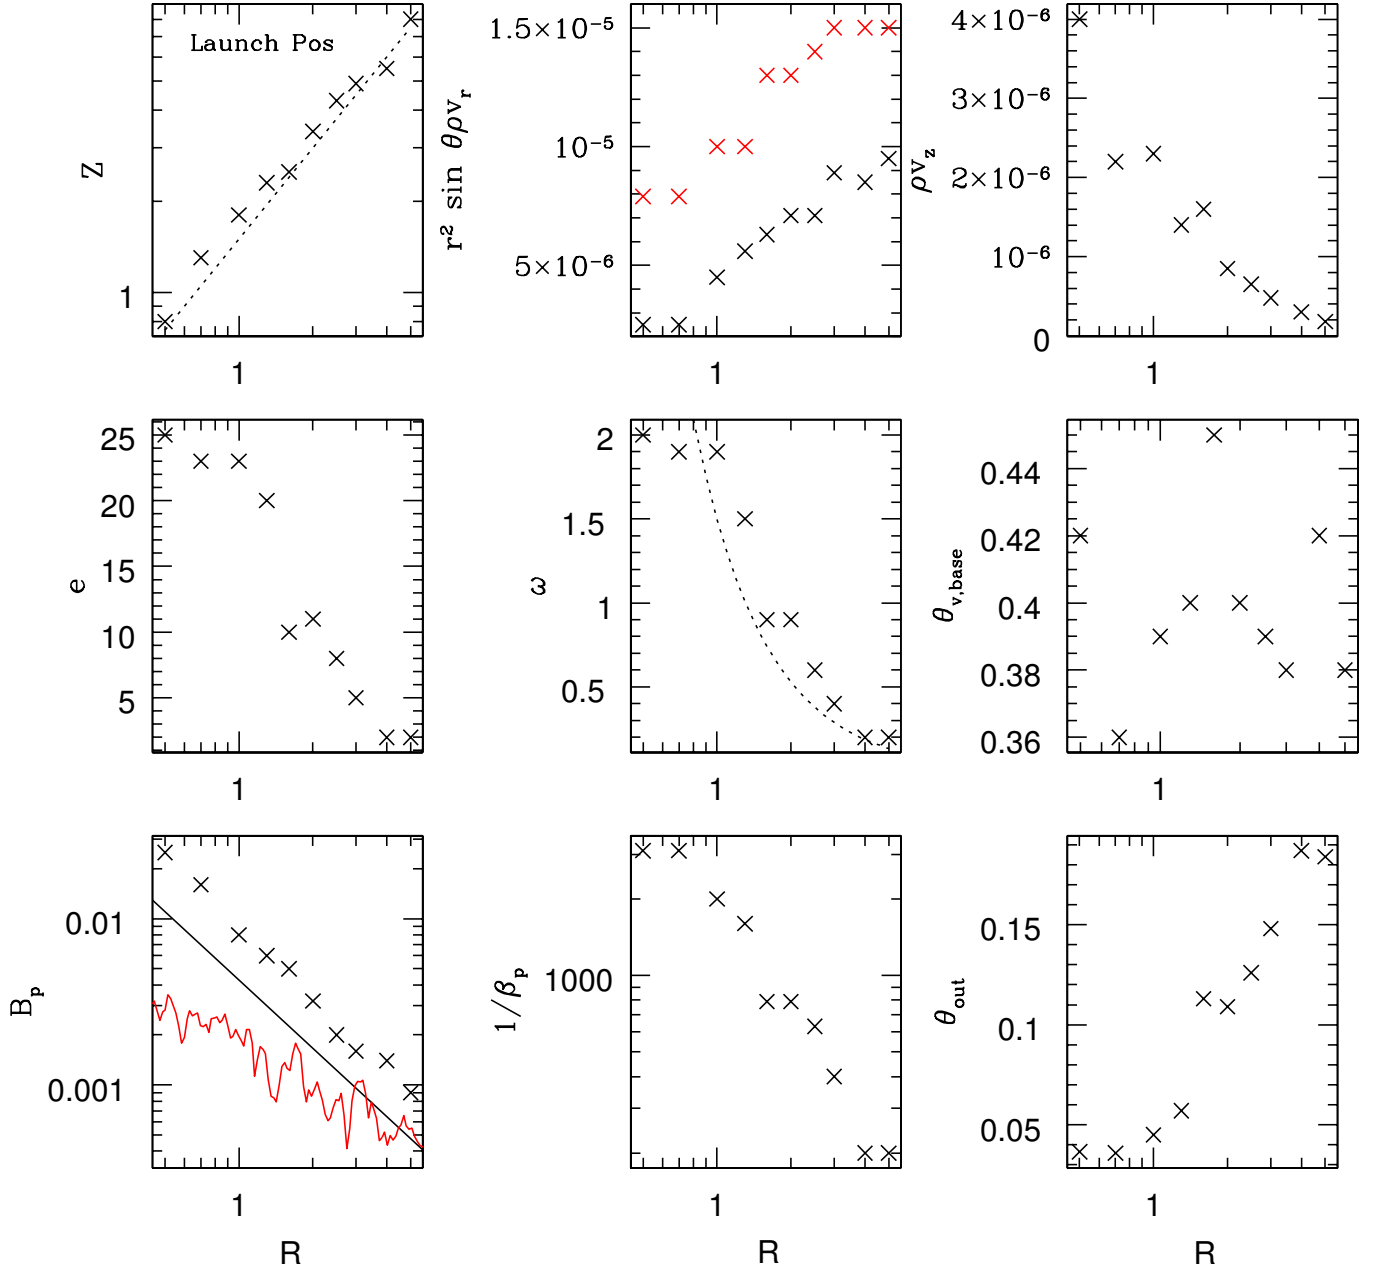 Launch Pos
Z
1
1
r² sin θρv_r
1.5×10⁻⁵
10⁻⁵
5×10⁻⁶
1
ρv_z
4×10⁻⁶
3×10⁻⁶
2×10⁻⁶
10⁻⁶
0
1
e
25
20
15
10
5
1
ω
2
1.5
1
0.5
1
θ_v,base
0.44
0.42
0.4
0.38
0.36
1
B_p
0.01
0.001
1
R
1/β_p
1000
1
R
θ_out
0.15
0.1
0.05
1
R